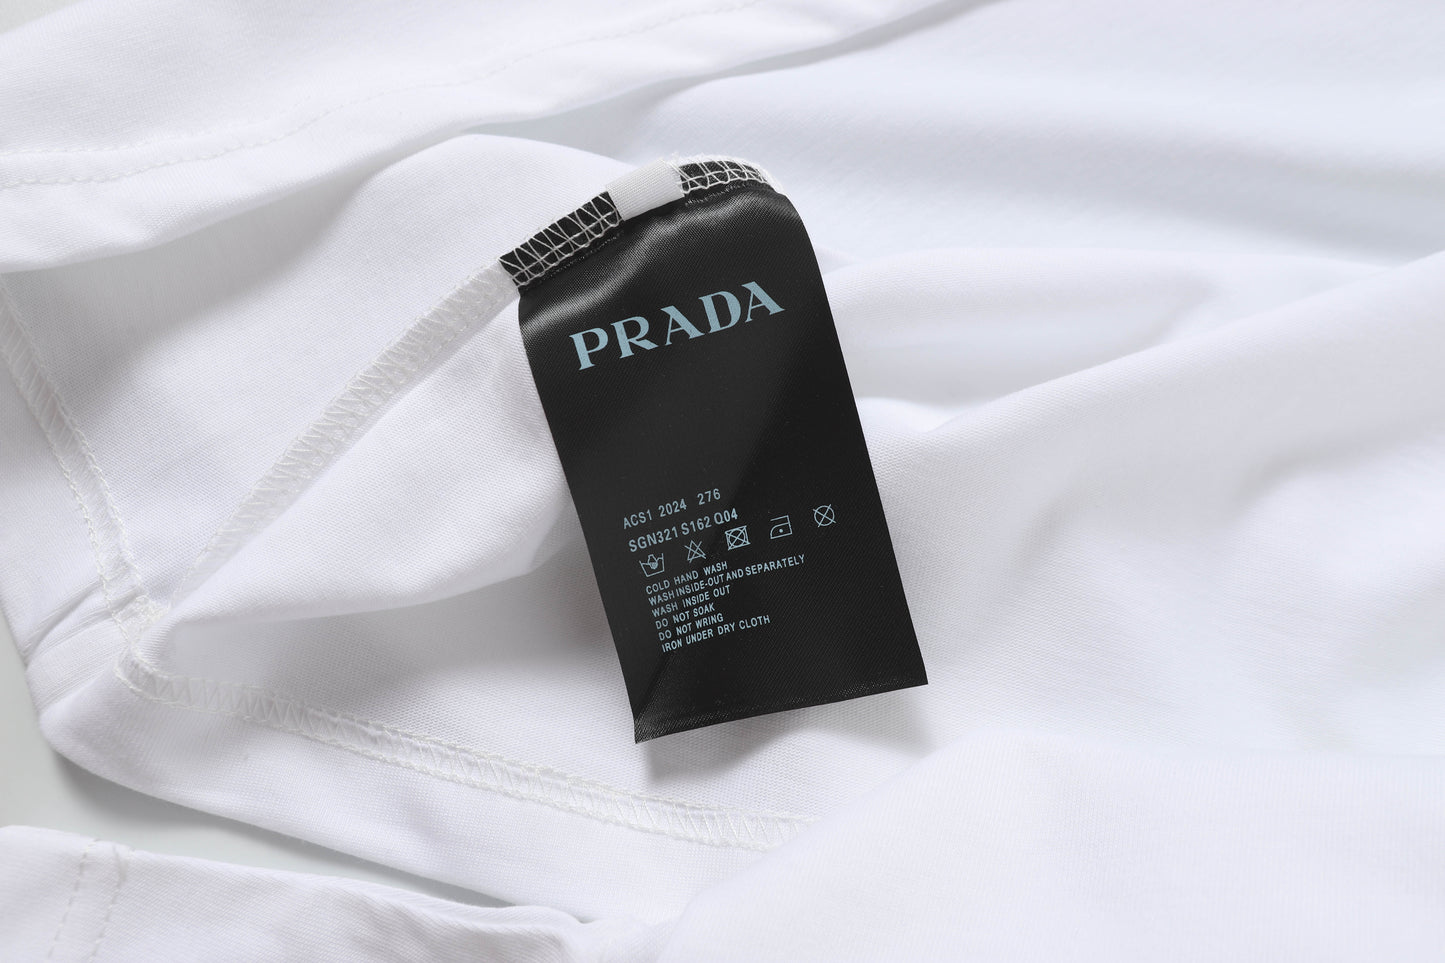 PRADA
ACS1 2024 276
SGN321 S162 Q04
COLD HAND WASH
WASH INSIDE-OUT AND SEPARATELY
WASH INSIDE OUT
DO NOT SOAK
DO NOT WRING
IRON UNDER DRY CLOTH